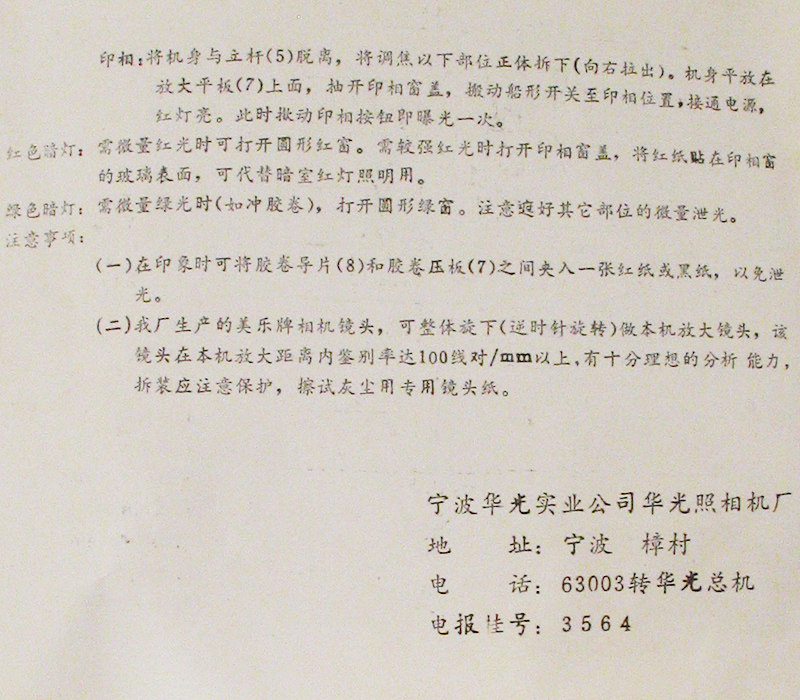 印相:将机身与立杆(5)脱离，将调焦以下部位正体拆下(向右拉出)。机身平放在
放大平板(7)上面，抽开印相窗盖，搬动船形开关至印相位置,接通电源,
红灯亮。此时揿动印相按钮即曝光一次。
红色暗灯: 需微量红光时可打开圆形红窗。需较强红光时打开印相窗盖，将红纸贴在印相窗
的玻璃表面，可代替暗室红灯照明用。
绿色暗灯: 需微量绿光时(如冲胶卷)，打开圆形绿窗。注意遮好其它部位的微量泄光。
注意事项:
(一)在印象时可将胶卷导片(8)和胶卷压板(7)之间夹入一张红纸或黑纸，以免泄
光。
(二)我厂生产的美乐牌相机镜头，可整体旋下(逆时针旋转)做本机放大镜头，该
镜头在本机放大距离内鉴别率达100线对/mm以上,有十分理想的分析 能力,
拆装应注意保护，擦试灰尘用专用镜头纸。
宁波华光实业公司华光照相机厂
地 址: 宁波 樟村
电 话: 63003转华光总机
电报挂号: 3564